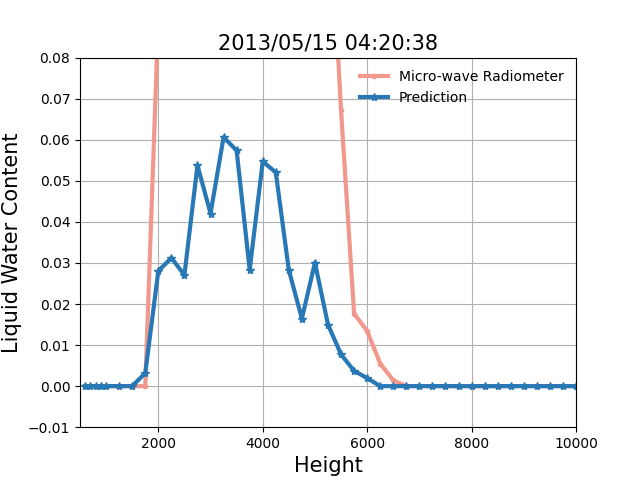 2013/05/15 04:20:38
Micro-wave Radiometer
Prediction
Liquid Water Content
0.08
0.07
0.06
0.05
0.04
0.03
0.02
0.01
0.00
−0.01
2000 4000 6000 8000 10000
Height